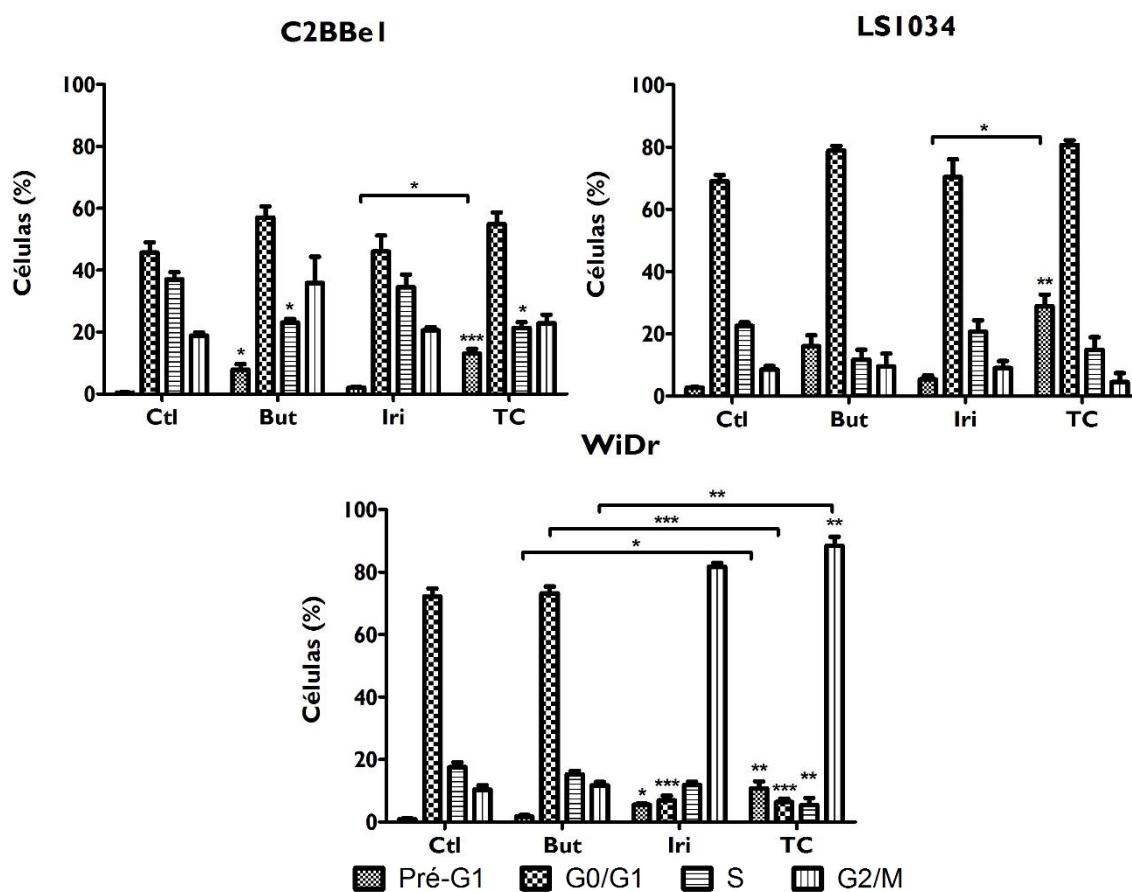 C2BBe1
Células (%)
100
80
60
40
20
0
*
*
*
***
*
Ctl But Iri TC
LS1034
Células (%)
100
80
60
40
20
0
*
**
Ctl But Iri TC
WiDr
Células (%)
100
80
60
40
20
0
**
***
*
**
* *** ** *** **
Ctl But Iri TC
Pré-G1 G0/G1 S G2/M